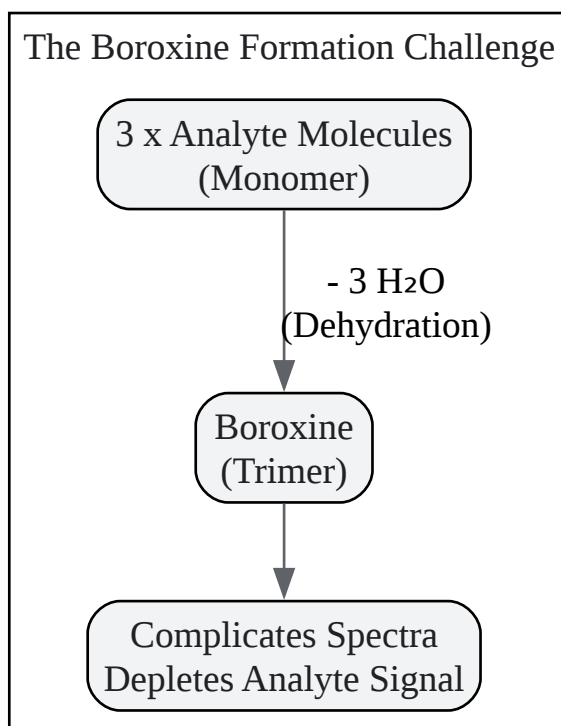 The Boroxine Formation Challenge
3 x Analyte Molecules
(Monomer)
- 3 H₂O
(Dehydration)
Boroxine
(Trimer)
Complicates Spectra
Depletes Analyte Signal